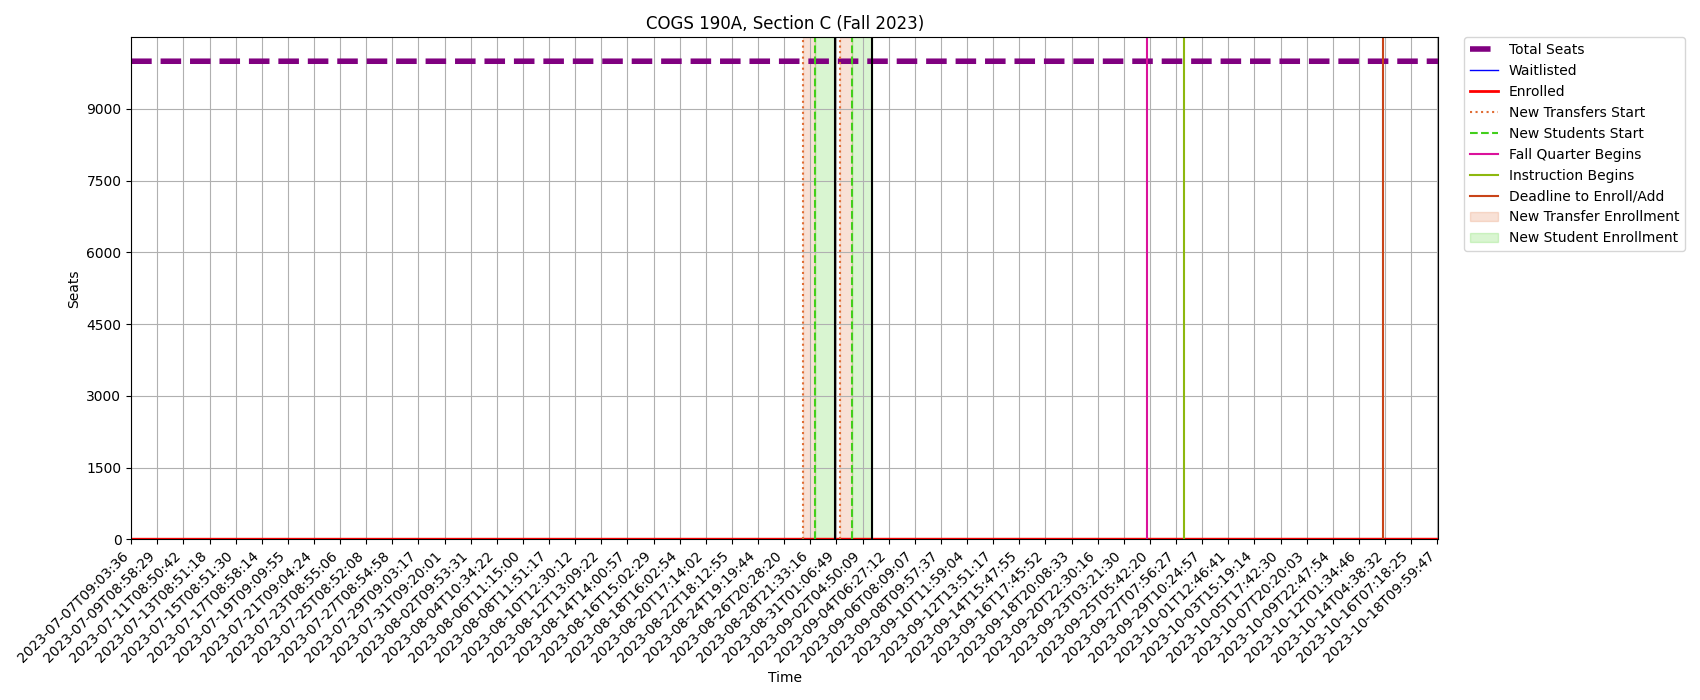 COGS 190A, Section C (Fall 2023)
Total Seats
Waitlisted
Enrolled
New Transfers Start
New Students Start
Fall Quarter Begins
Instruction Begins
Deadline to Enroll/Add
New Transfer Enrollment
New Student Enrollment
Seats
9000
7500
6000
4500
3000
1500
0
2023-07-07T09:03:36
2023-07-09T08:58:29
2023-07-11T08:50:42
2023-07-13T08:51:18
2023-07-15T08:51:30
2023-07-17T08:58:14
2023-07-19T09:09:55
2023-07-21T09:04:24
2023-07-23T08:55:06
2023-07-25T08:52:08
2023-07-27T08:54:58
2023-07-29T09:03:17
2023-07-31T09:20:01
2023-08-02T09:53:31
2023-08-04T10:34:22
2023-08-06T11:15:00
2023-08-08T11:51:17
2023-08-10T12:30:12
2023-08-12T13:09:22
2023-08-14T14:00:57
2023-08-16T15:02:29
2023-08-18T16:02:54
2023-08-20T17:14:02
2023-08-22T18:12:55
2023-08-24T19:19:44
2023-08-26T20:28:20
2023-08-28T21:33:16
2023-08-31T01:06:49
2023-09-02T04:50:09
2023-09-04T06:27:12
2023-09-06T08:09:07
2023-09-08T09:57:37
2023-09-10T11:59:04
2023-09-12T13:51:17
2023-09-14T15:47:55
2023-09-16T17:45:52
2023-09-18T20:08:33
2023-09-20T22:30:16
2023-09-23T03:21:30
2023-09-25T05:42:20
2023-09-27T07:56:27
2023-09-29T10:24:57
2023-10-01T12:46:41
2023-10-03T15:19:14
2023-10-05T17:42:30
2023-10-07T20:20:03
2023-10-09T22:47:54
2023-10-12T01:34:46
2023-10-14T04:38:32
2023-10-16T07:18:25
2023-10-18T09:59:47
Time